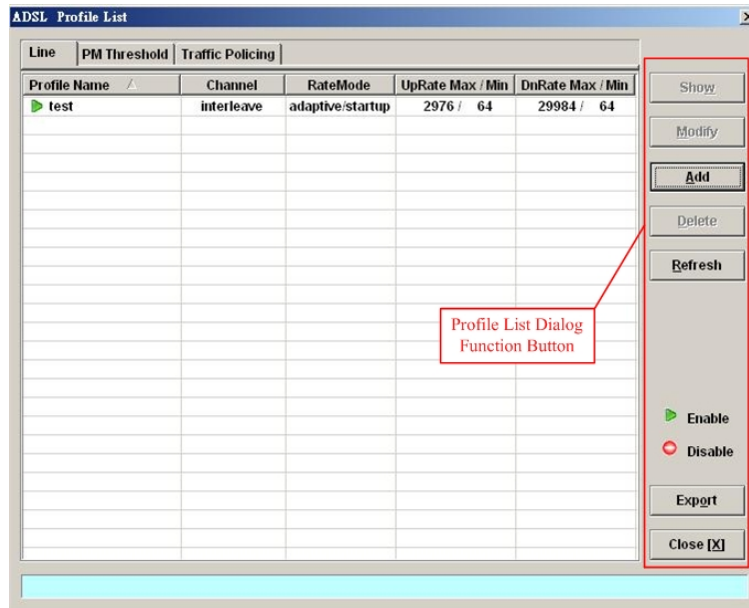 ADSL Profile List
Line PM Threshold Traffic Policing
Profile Name Channel RateMode UpRate Max / Min DnRate Max / Min
test interleave adaptive/startup 2976 / 64 29984 / 64
Show
Modify
Add
Delete
Refresh
Profile List Dialog
Function Button
Enable
Disable
Export
Close [X]